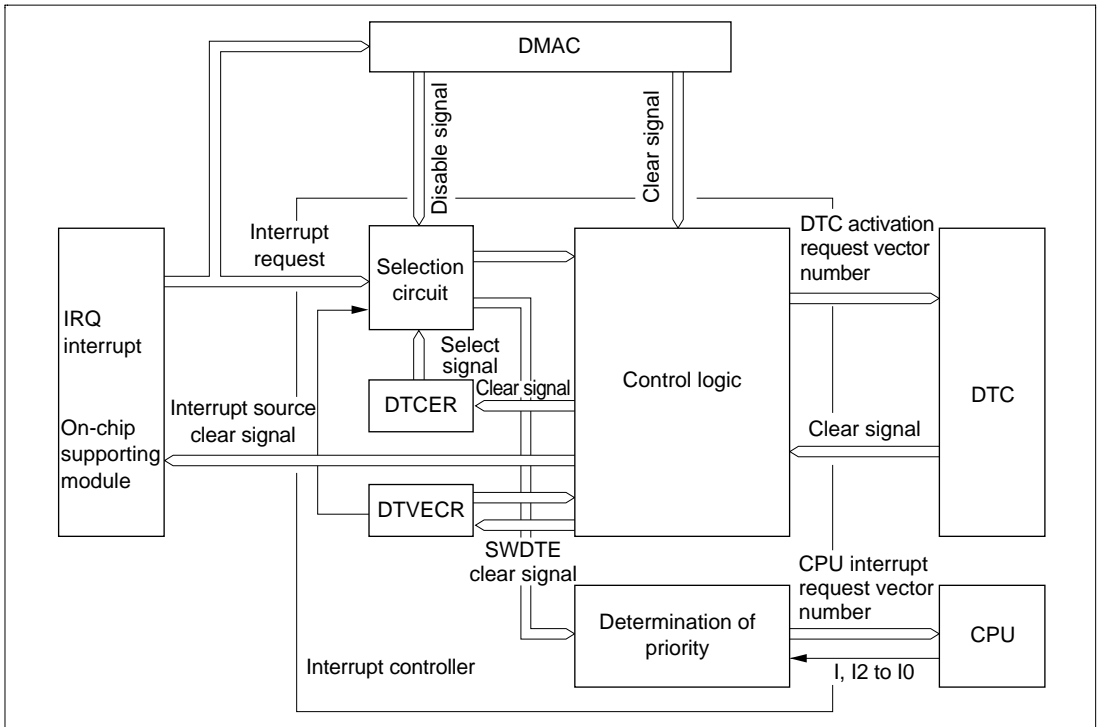 DMAC
Disable signal
Clear signal
Interrupt
request
DTC activation
request vector
number
Selection
circuit
IRQ
interrupt
Select
signal
Control logic
DTC
DTCER
Clear signal
Interrupt source
clear signal
On-chip
supporting
module
Clear signal
DTVECR
SWDTE
clear signal
CPU interrupt
request vector
number
Determination of
priority
CPU
Interrupt controller
I, I2 to I0